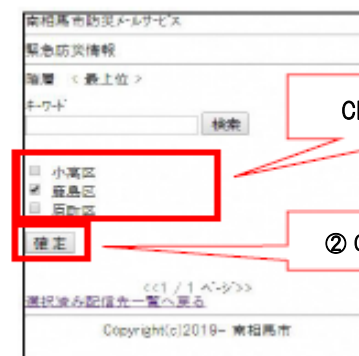 南相馬市防災メールサービス
緊急防災情報
階層 <最上位>
キーワード
検索
小高区
鹿島区
原町区
確定
<<1 / 1 ページ>>
選択済み配信先一覧へ戻る
Copyright(c)2019- 南相馬市
Cl
② C